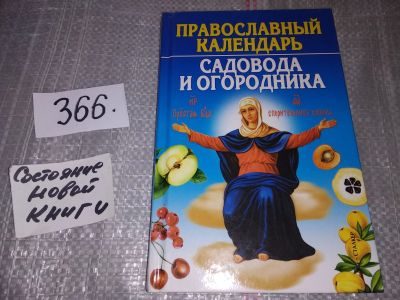 ПРАВОСЛАВНЫЙ
КАЛЕНДАРЬ
САДОВОДА
И ОГОРОДНИКА
366.
Состояние
новой
книги